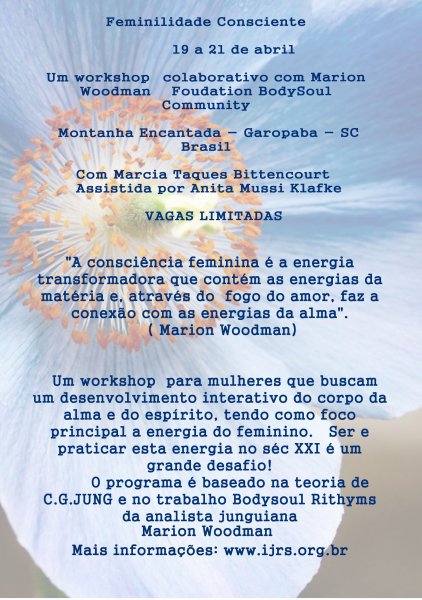 Feminilidade Consciente
19 a 21 de abril
Um workshop colaborativo com Marion
Woodman Foudation BodySoul
Community
Montanha Encantada – Garopaba – SC
Brasil
Com Marcia Taques Bittencourt
Assistida por Anita Mussi Klafke
VAGAS LIMITADAS
"A consciência feminina é a energia
transformadora que contém as energias da
matéria e, através do fogo do amor, faz a
conexão com as energias da alma".
( Marion Woodman)
Um workshop para mulheres que buscam
um desenvolvimento interativo do corpo da
alma e do espírito, tendo como foco
principal a energia do feminino. Ser e
praticar esta energia no séc XXI é um
grande desafio!
O programa é baseado na teoria de
C.G.JUNG e no trabalho Bodysoul Rithyms
da analista junguiana
Marion Woodman
Mais informações: www.ijrs.org.br